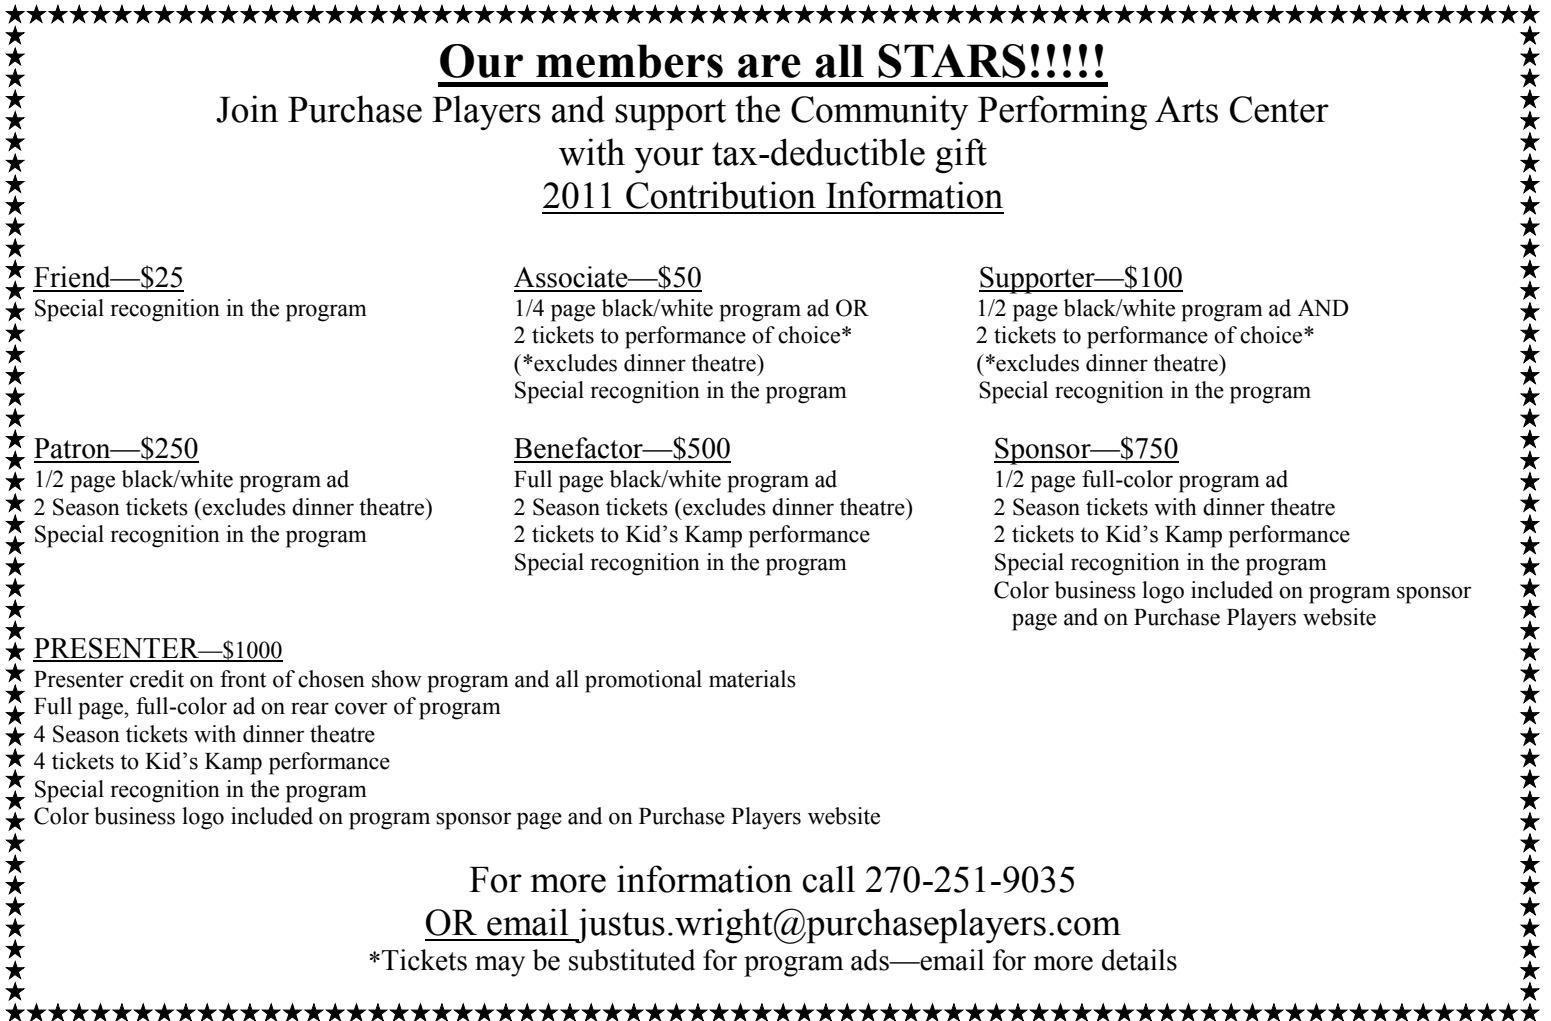 Our members are all STARS!!!!!
Join Purchase Players and support the Community Performing Arts Center
with your tax-deductible gift
2011 Contribution Information
Friend—$25
Special recognition in the program
Associate—$50
1/4 page black/white program ad OR
2 tickets to performance of choice*
(*excludes dinner theatre)
Special recognition in the program
Supporter—$100
1/2 page black/white program ad AND
2 tickets to performance of choice*
(*excludes dinner theatre)
Special recognition in the program
Patron—$250
1/2 page black/white program ad
2 Season tickets (excludes dinner theatre)
Special recognition in the program
Benefactor—$500
Full page black/white program ad
2 Season tickets (excludes dinner theatre)
2 tickets to Kid’s Kamp performance
Special recognition in the program
Sponsor—$750
1/2 page full-color program ad
2 Season tickets with dinner theatre
2 tickets to Kid’s Kamp performance
Special recognition in the program
Color business logo included on program sponsor
page and on Purchase Players website
PRESENTER—$1000
Presenter credit on front of chosen show program and all promotional materials
Full page, full-color ad on rear cover of program
4 Season tickets with dinner theatre
4 tickets to Kid’s Kamp performance
Special recognition in the program
Color business logo included on program sponsor page and on Purchase Players website
For more information call 270-251-9035
OR email justus.wright@purchaseplayers.com
*Tickets may be substituted for program ads—email for more details